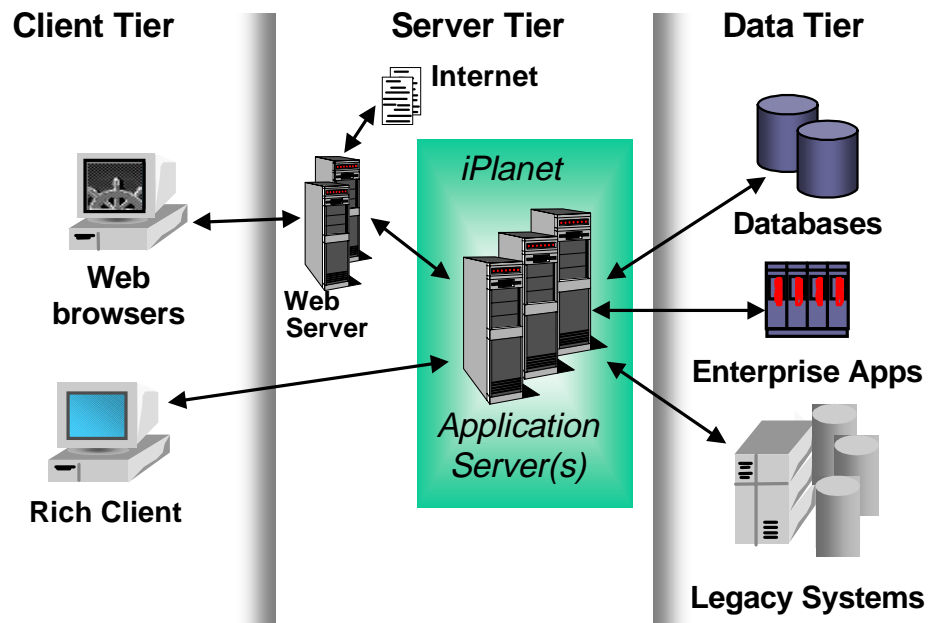 Client Tier
Server Tier
Data Tier
Internet
iPlanet
Databases
Web
browsers
Web
Server
Enterprise Apps
Application
Server(s)
Rich Client
Legacy Systems